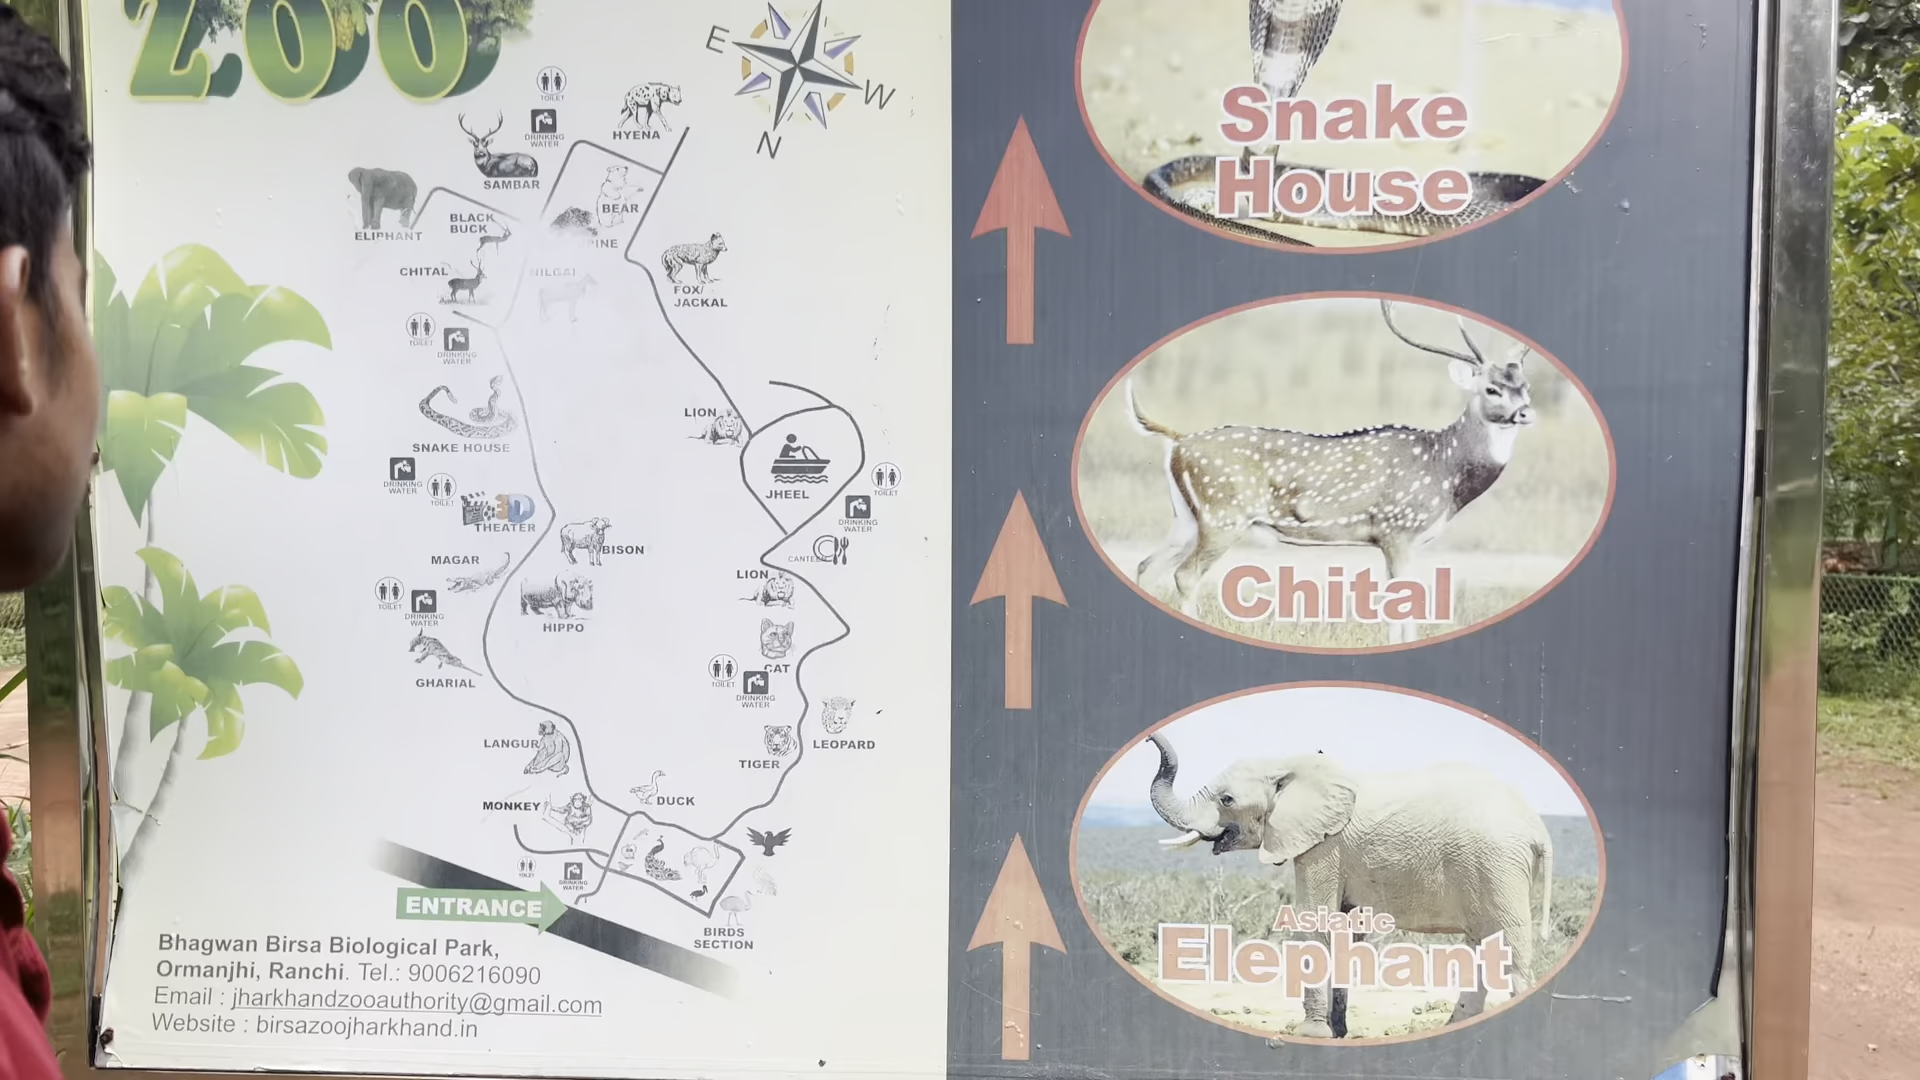 ZOO
E
W
N
TOILET
DRINKING
WATER
HYENA
SAMBAR
BEAR
BLACK
BUCK
ELIPHANT
PINE
CHITAL
NILGAI
FOX/
JACKAL
TOILET
DRINKING
WATER
LION
SNAKE HOUSE
DRINKING
WATER
TOILET
JHEEL
TOILET
DRINKING
WATER
3D
THEATER
BISON
CANTEEN
MAGAR
LION
TOILET
DRINKING
WATER
HIPPO
CAT
TOILET
DRINKING
WATER
GHARIAL
LANGUR
LEOPARD
TIGER
DUCK
MONKEY
TOILET
DRINKING
WATER
ENTRANCE
BIRDS
SECTION
Bhagwan Birsa Biological Park,
Ormanjhi, Ranchi. Tel.: 9006216090
Email : jharkhandzooauthority@gmail.com
Website : birsazoojharkhand.in
Snake
House
Chital
Asiatic
Elephant